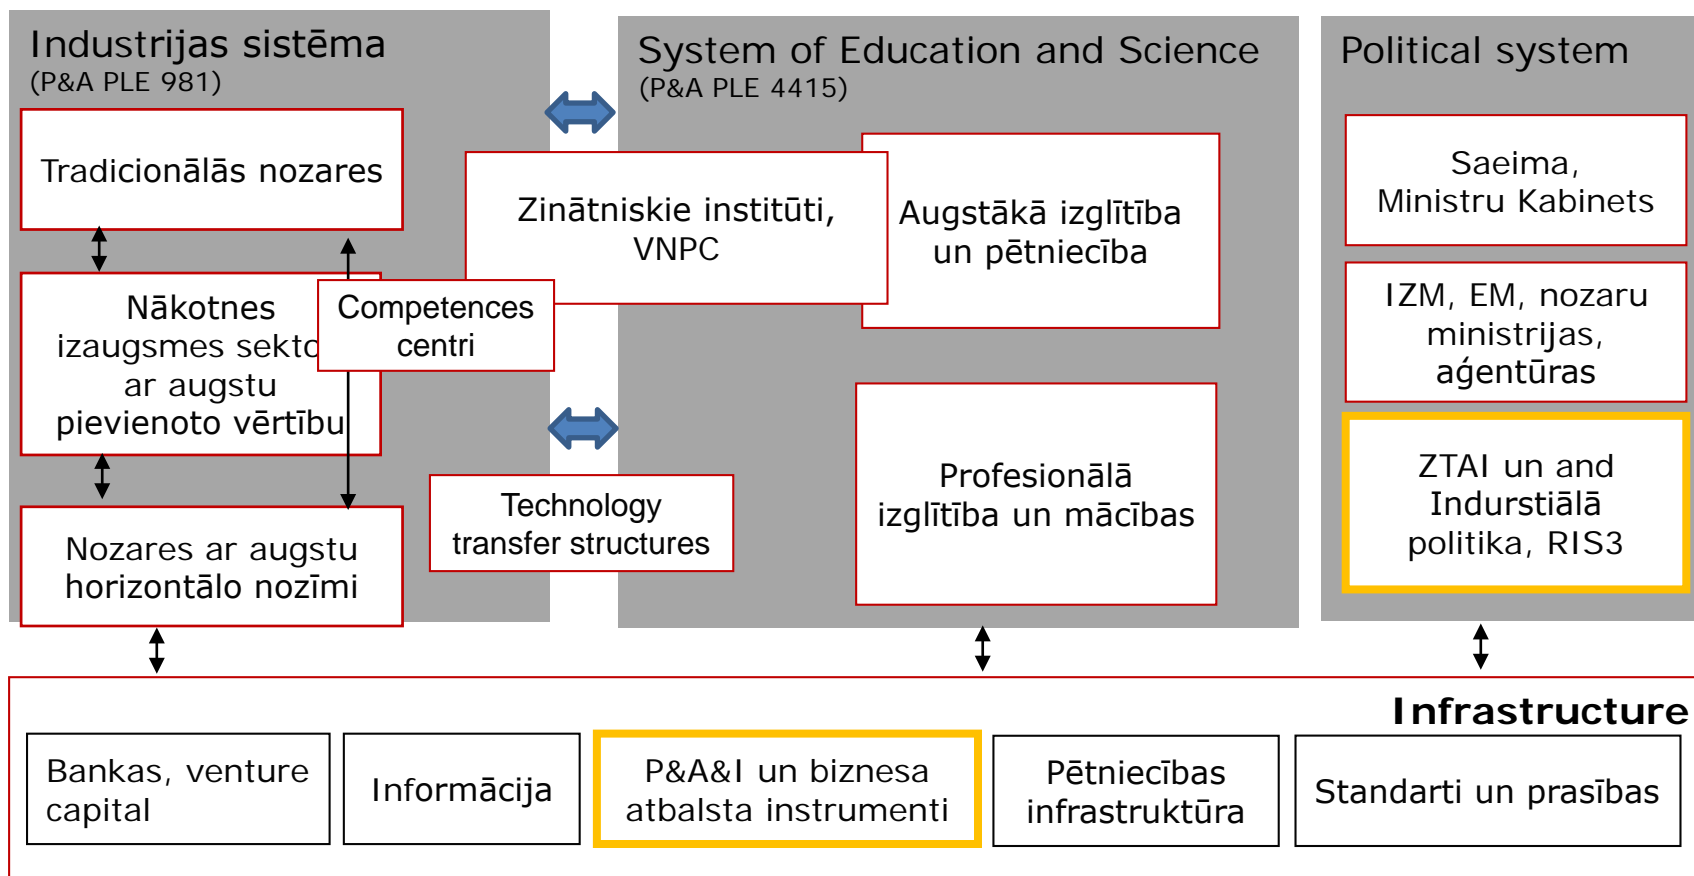 Industrijas sistēma
(P&A PLE 981)
Tradicionālās nozares
Nākotnes
izaugsmes sekto
ar augstu
pievienoto vērtību
Nozares ar augstu
horizontālo nozīmi
Competences
centri
Technology
transfer structures
System of Education and Science
(P&A PLE 4415)
Zinātniskie institūti,
VNPC
Augstākā izglītība
un pētniecība
Profesionālā
izglītība un mācības
Political system
Saeima,
Ministru Kabinets
IZM, EM, nozaru
ministrijas,
aģentūras
ZTAI un and
Indurstiālā
politika, RIS3
Infrastructure
Bankas, venture
capital
Informācija
P&A&I un biznesa
atbalsta instrumenti
Pētniecības
infrastruktūra
Standarti un prasības